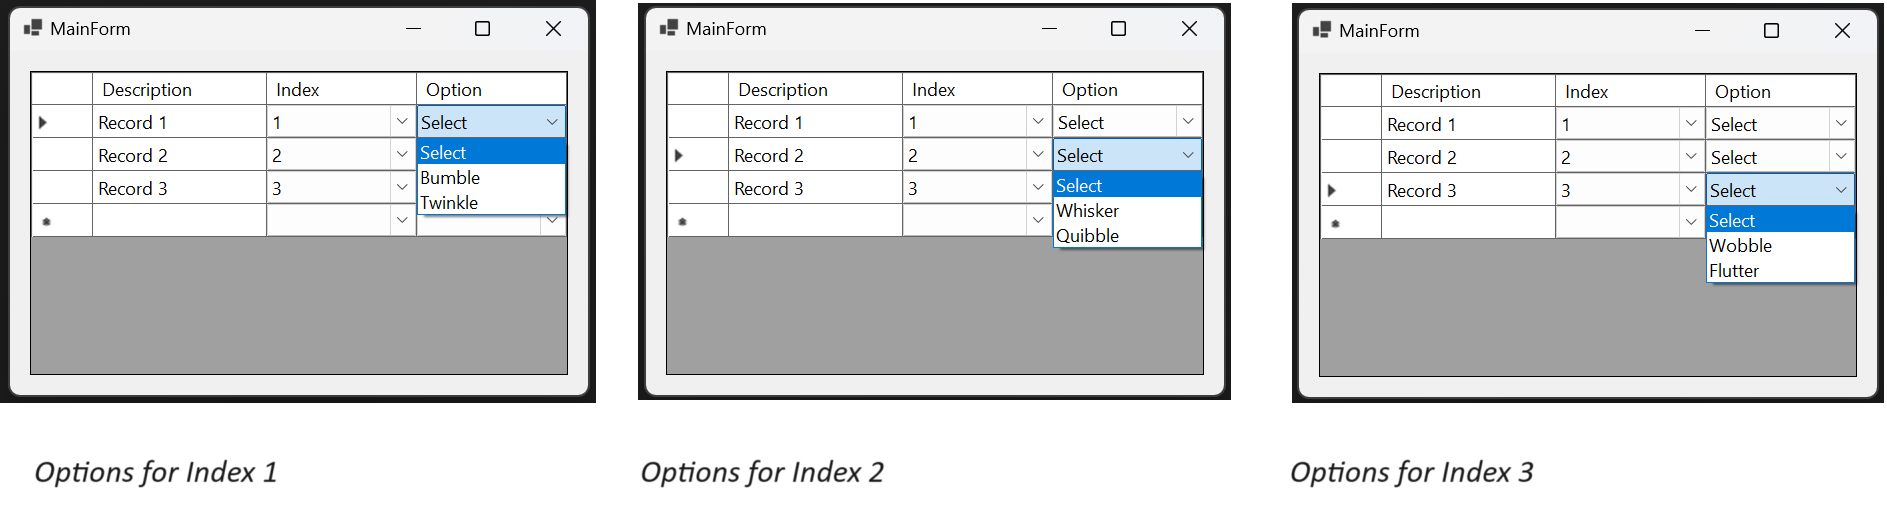 MainForm
Description Index Option
Record 1 1 Select
Select
Record 2 2
Bumble
Record 3 3
Twinkle
MainForm
Description Index Option
Record 1 1 Select
Record 2 2 Select
Record 3 3
Select
Whisker
Quibble
MainForm
Description Index Option
Record 1 1 Select
Record 2 2 Select
Record 3 3 Select
Select
Wobble
Flutter
Options for Index 1
Options for Index 2
Options for Index 3